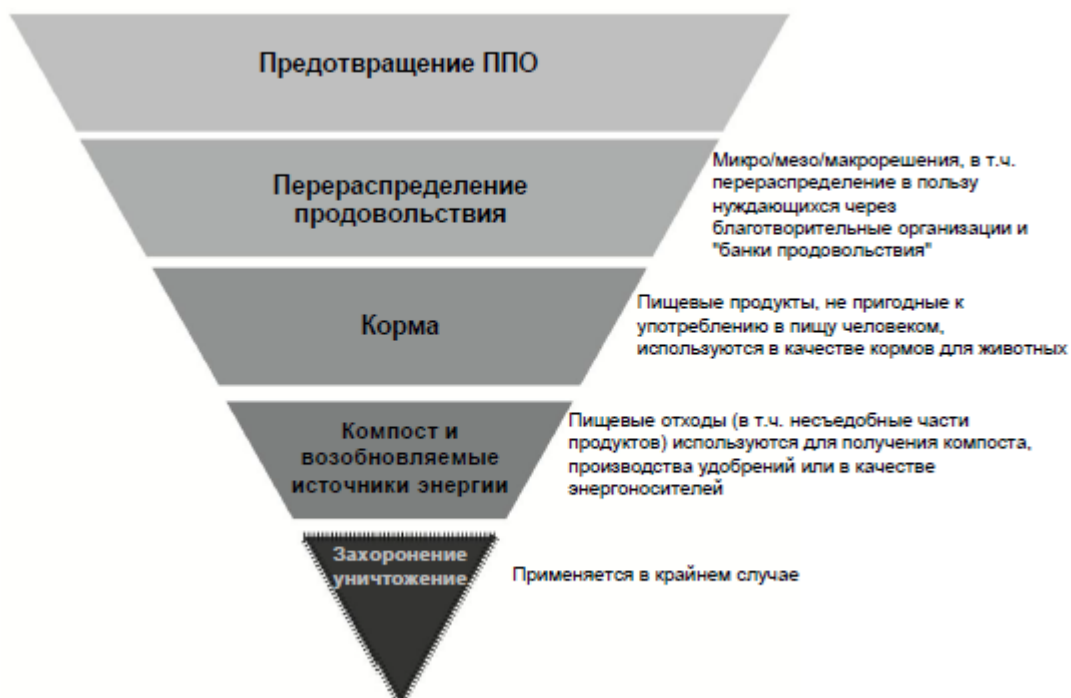 Предотвращение ППО
Перераспределение
продовольствия
Микро/мезо/макрорешения, в т.ч.
перераспределение в пользу
нуждающихся через
благотворительные организации и
"банки продовольствия"
Корма
Пищевые продукты, не пригодные к
употреблению в пищу человеком,
используются в качестве кормов для животных
Компост и
возобновляемые
источники энергии
Пищевые отходы (в т.ч. несъедобные части
продуктов) используются для получения компоста,
производства удобрений или в качестве
энергоносителей
Захоронение
уничтожение
Применяется в крайнем случае